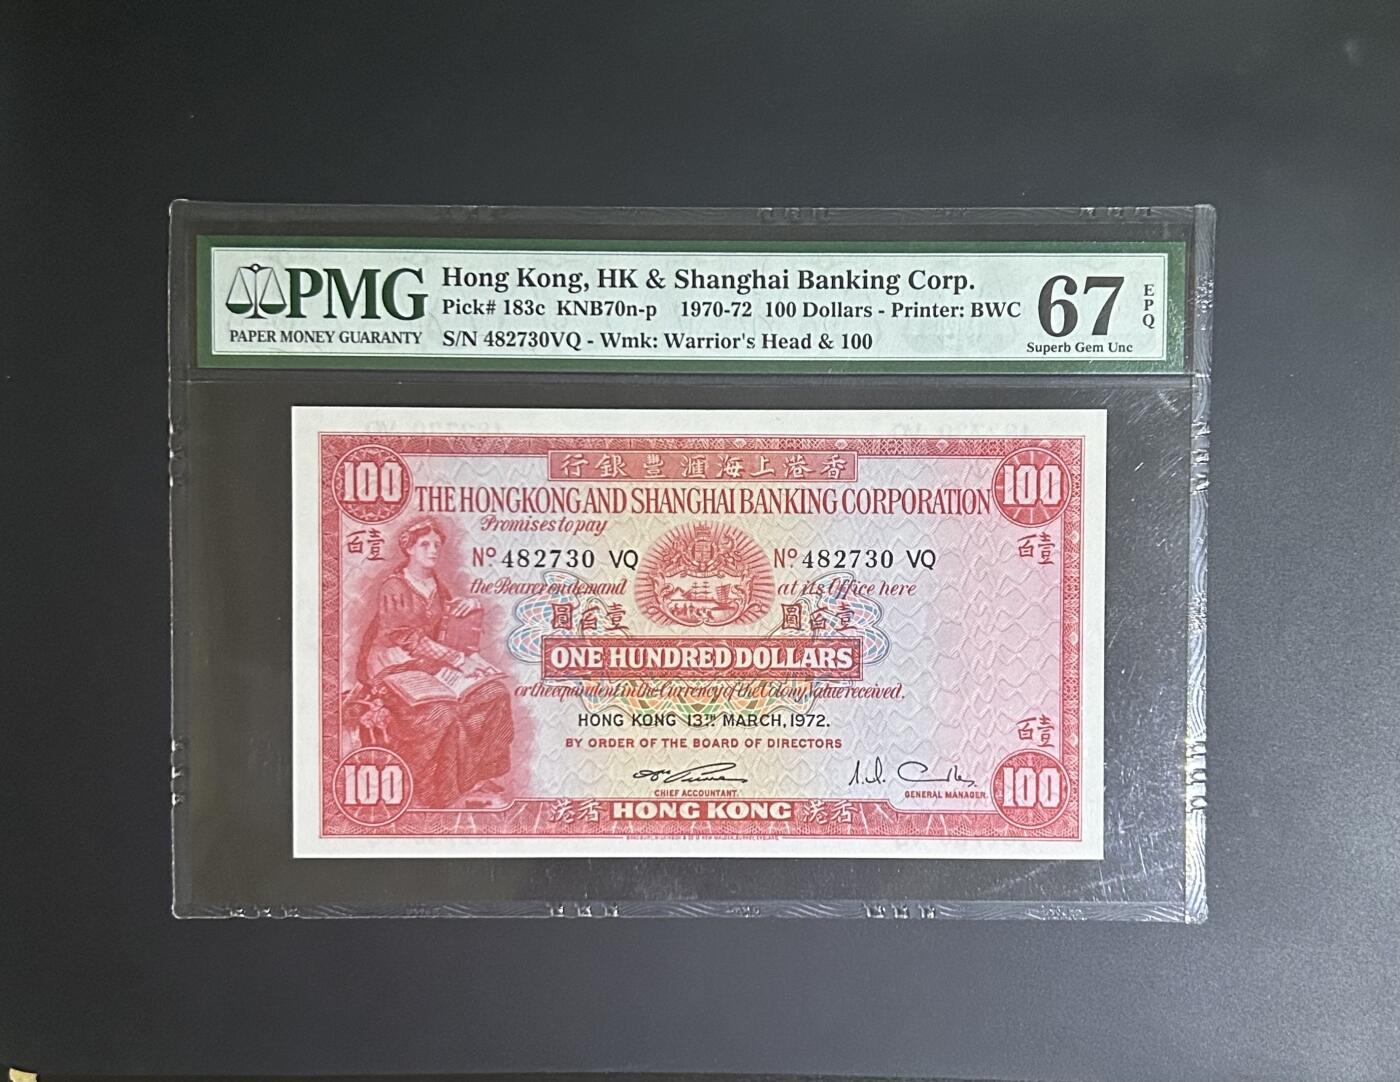 PMG
PAPER MONEY GUARANTY
Hong Kong, HK & Shanghai Banking Corp.
Pick# 183c KNB70n-p 1970-72 100 Dollars - Printer: BWC
S/N 482730VQ - Wmk: Warrior's Head & 100
67
EPQ
Superb Gem Unc
行銀豐滙海上港香
100
100
THE HONGKONG AND SHANGHAI BANKING CORPORATION
Promises to pay
百壹
百壹
Nº 482730 VQ
Nº 482730 VQ
the Bearer on demand
at its Office here
圓百壹
圓百壹
ONE HUNDRED DOLLARS
or the equivalent in the Currency of the Colony Value received.
HONG KONG 13TH MARCH, 1972.
百壹
BY ORDER OF THE BOARD OF DIRECTORS
CHIEF ACCOUNTANT.
GENERAL MANAGER.
100
100
港香 HONG KONG 港香